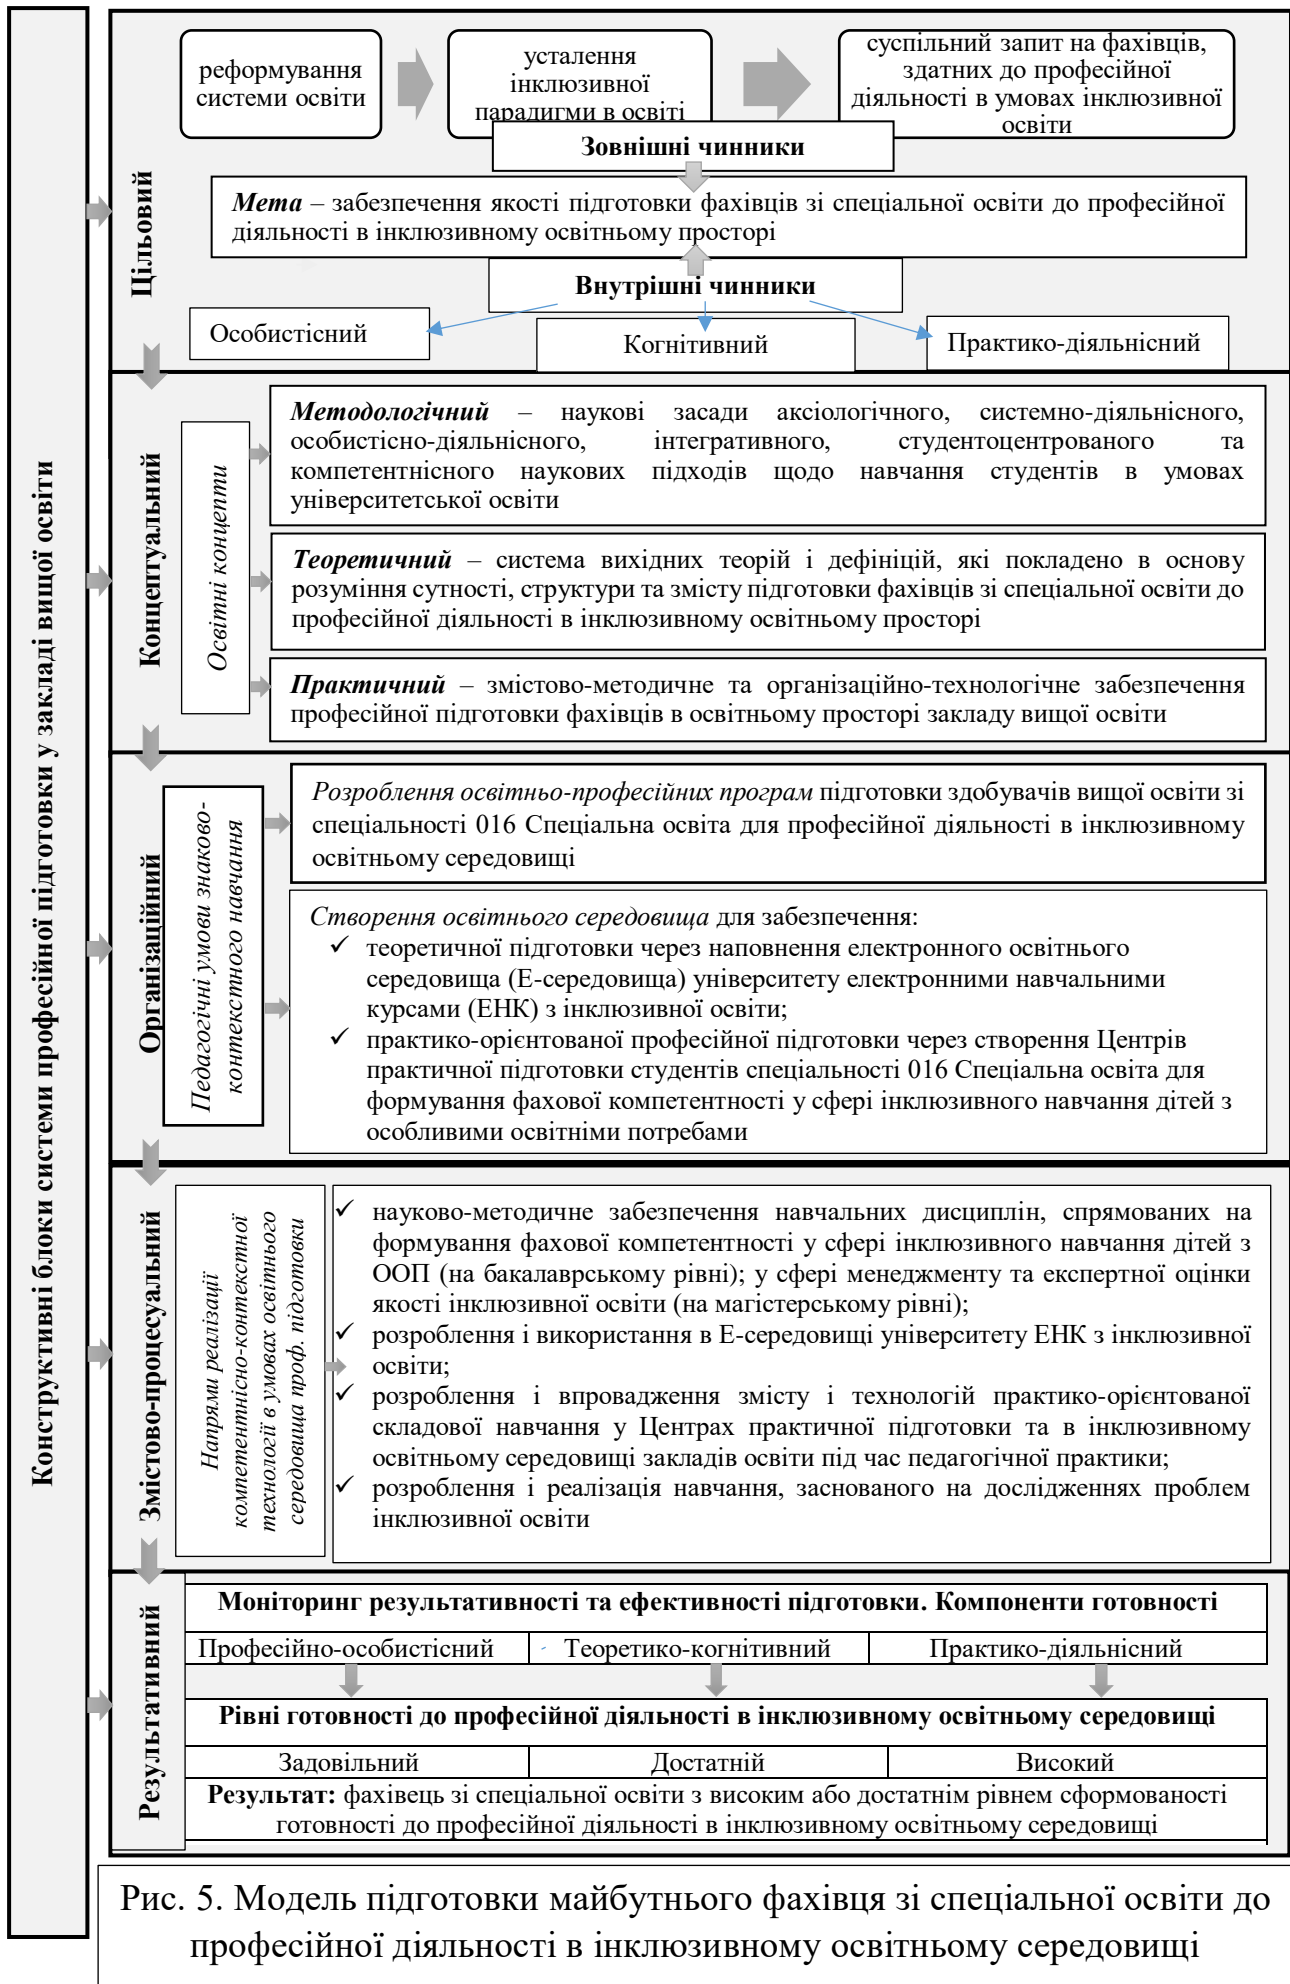 Конструктивні блоки системи професійної підготовки у закладі вищої освіти
Цільовий
реформування
системи освіти
усталення
інклюзивної
парадигми в освіті
суспільний запит на фахівців,
здатних до професійної
діяльності в умовах інклюзивної
освіти
Зовнішні чинники
Мета – забезпечення якості підготовки фахівців зі спеціальної освіти до професійної
діяльності в інклюзивному освітньому просторі
Внутрішні чинники
Особистісний
Когнітивний
Практико-діяльнісний
Концептуальний
Освітні концепти
Методологічний – наукові засади аксіологічного, системно-діяльнісного,
особистісно-діяльнісного, інтегративного, студентоцентрованого та
компетентнісного наукових підходів щодо навчання студентів в умовах
університетської освіти
Теоретичний – система вихідних теорій і дефініцій, які покладено в основу
розуміння сутності, структури та змісту підготовки фахівців зі спеціальної освіти до
професійної діяльності в інклюзивному освітньому просторі
Практичний – змістово-методичне та організаційно-технологічне забезпечення
професійної підготовки фахівців в освітньому просторі закладу вищої освіти
Організаційний
Педагогічні умови знаково-
контекстного навчання
Розроблення освітньо-професійних програм підготовки здобувачів вищої освіти зі
спеціальності 016 Спеціальна освіта для професійної діяльності в інклюзивному
освітньому середовищі
Створення освітнього середовища для забезпечення:
✓ теоретичної підготовки через наповнення електронного освітнього
середовища (Е-середовища) університету електронними навчальними
курсами (ЕНК) з інклюзивної освіти;
✓ практико-орієнтованої професійної підготовки через створення Центрів
практичної підготовки студентів спеціальності 016 Спеціальна освіта для
формування фахової компетентності у сфері інклюзивного навчання дітей з
особливими освітніми потребами
Змістово-процесуальний
Напрями реалізації
компетентнісно-контекстної
технології в умовах освітнього
середовища проф. підготовки
✓ науково-методичне забезпечення навчальних дисциплін, спрямованих на
формування фахової компетентності у сфері інклюзивного навчання дітей з
ООП (на бакалаврському рівні); у сфері менеджменту та експертної оцінки
якості інклюзивної освіти (на магістерському рівні);
✓ розроблення і використання в Е-середовищі університету ЕНК з інклюзивної
освіти;
✓ розроблення і впровадження змісту і технологій практико-орієнтованої
складової навчання у Центрах практичної підготовки та в інклюзивному
освітньому середовищі закладів освіти під час педагогічної практики;
✓ розроблення і реалізація навчання, заснованого на дослідженнях проблем
інклюзивної освіти
Результативний
Моніторинг результативності та ефективності підготовки. Компоненти готовності
Професійно-особистісний
Теоретико-когнітивний
Практико-діяльнісний
Рівні готовності до професійної діяльності в інклюзивному освітньому середовищі
Задовільний
Достатній
Високий
Результат: фахівець зі спеціальної освіти з високим або достатнім рівнем сформованості
готовності до професійної діяльності в інклюзивному освітньому середовищі
Рис. 5. Модель підготовки майбутнього фахівця зі спеціальної освіти до
професійної діяльності в інклюзивному освітньому середовищі